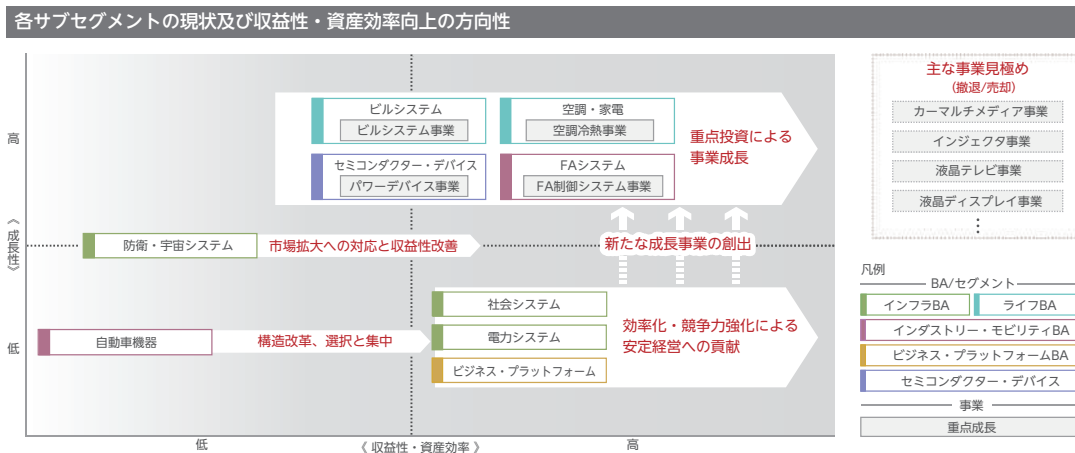 各サブセグメントの現状及び収益性・資産効率向上の方向性
高
《成長性》
低
ビルシステム
ビルシステム事業
空調・家電
空調冷熱事業
セミコンダクター・デバイス
パワーデバイス事業
FAシステム
FA制御システム事業
重点投資による
事業成長
防衛・宇宙システム
市場拡大への対応と収益性改善
新たな成長事業の創出
自動車機器
構造改革、選択と集中
社会システム
電力システム
ビジネス・プラットフォーム
効率化・競争力強化による
安定経営への貢献
低
《 収益性・資産効率 》
高
主な事業見極め
(撤退/売却)
カーマルチメディア事業
インジェクタ事業
液晶テレビ事業
液晶ディスプレイ事業
⋮
凡例
BA/セグメント
インフラBA
ライフBA
インダストリー・モビリティBA
ビジネス・プラットフォームBA
セミコンダクター・デバイス
事業
重点成長